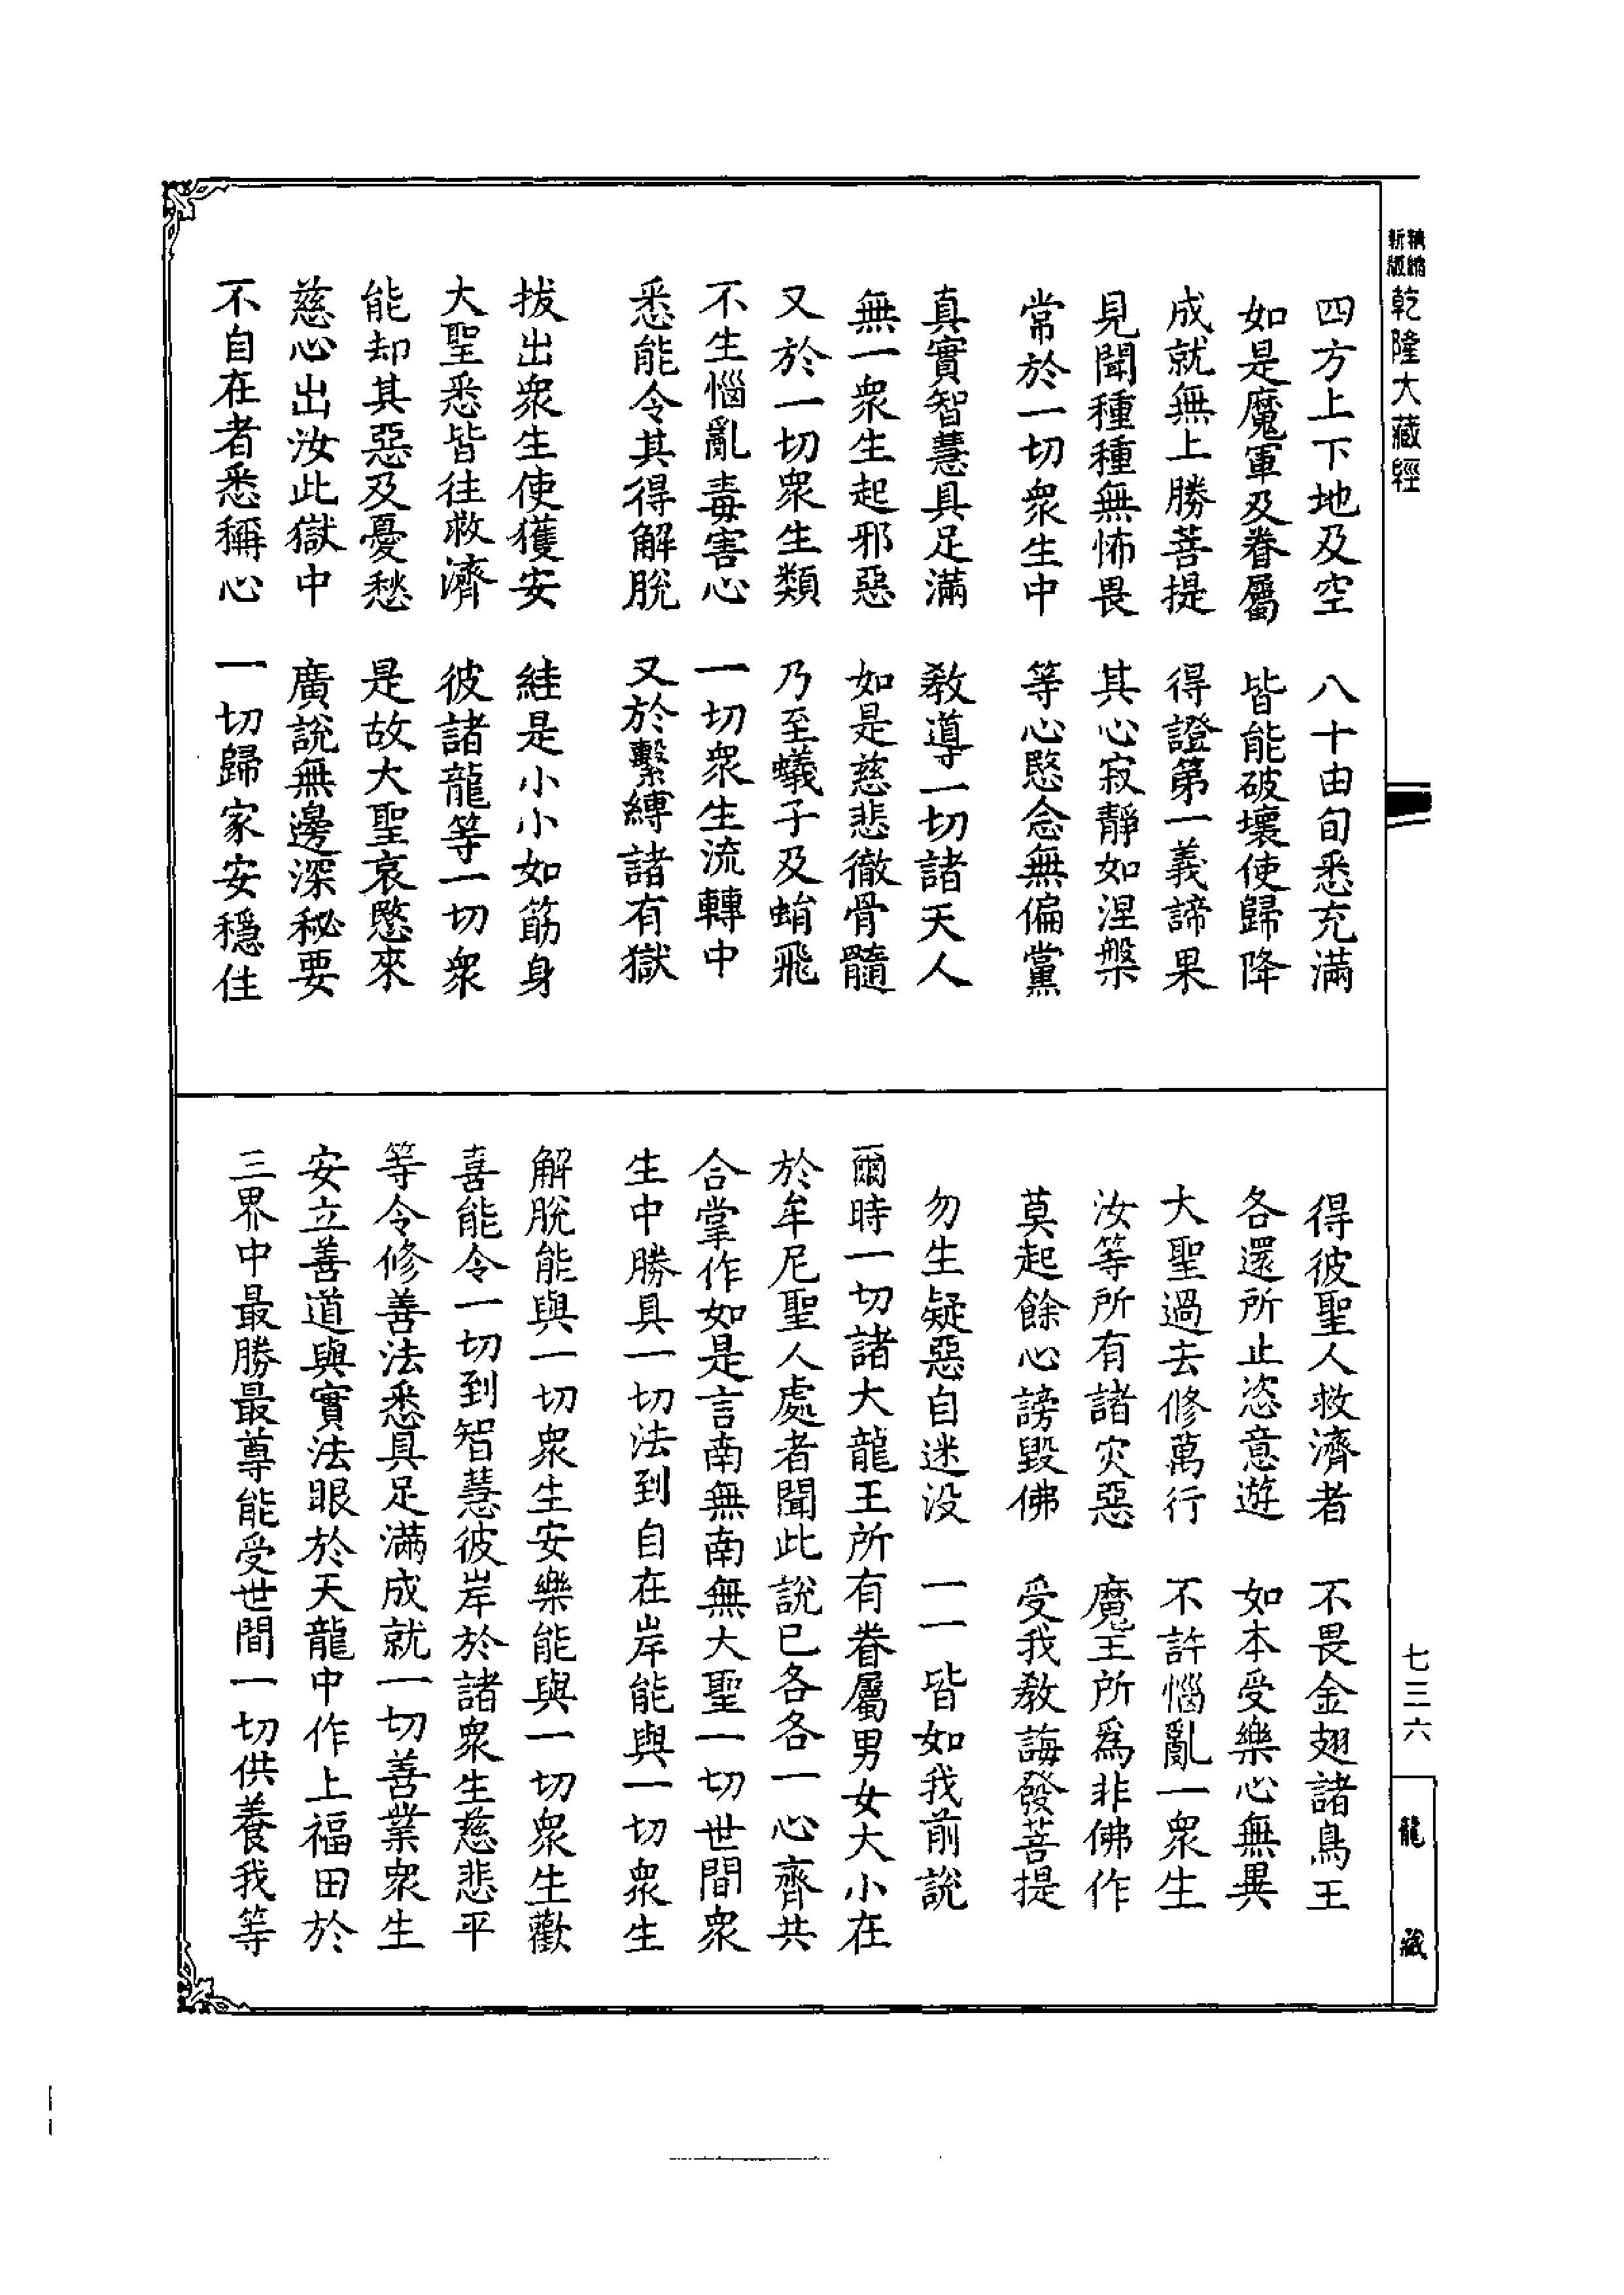 精縮
新版
乾隆大藏經
四方上下地及空　八十由旬悉充滿
如是魔軍及眷屬　皆能破壞使歸降
成就無上勝菩提　得證第一義諦果
見聞種種無怖畏　其心寂靜如涅槃
常於一切衆生中　等心愍念無偏黨
真實智慧具足滿　教導一切諸天人
無一衆生起邪惡　如是慈悲徹骨髓
又於一切衆生類　乃至蟻子及蜎飛
不生惱亂毒害心　一切衆生流轉中
悉能令其得解脫　又於繫縛諸有獄
拔出衆生使獲安　絓是小小如筋身
大聖悉皆往救濟　彼諸龍等一切衆
能却其惡及憂愁　是故大聖哀愍來
慈心出汝此獄中　廣說無邊深秘要
不自在者悉稱心　一切歸家安穩住
得彼聖人救濟者　不畏金翅諸鳥王
各還所止恣意遊　如本受樂心無異
大聖過去修萬行　不許惱亂一衆生
汝等所有諸灾惡　魔王所爲非佛作
莫起餘心謗毀佛　受我教誨發菩提
勿生疑惡自迷没　一一皆如我前說
爾時一切諸大龍王所有眷屬男女大小在
於牟尼聖人處者聞此說已各各一心齊共
合掌作如是言南無南無大聖一切世間衆
生中勝具一切法到自在岸能與一切衆生
解脫能與一切衆生安樂能與一切衆生歡
喜能令一切到智慧彼岸於諸衆生慈悲平
等令修善法悉具足滿成就一切善業衆生
安立善道與實法眼於天龍中作上福田於
三界中最勝最尊能受世間一切供養我等
七三六
龍藏